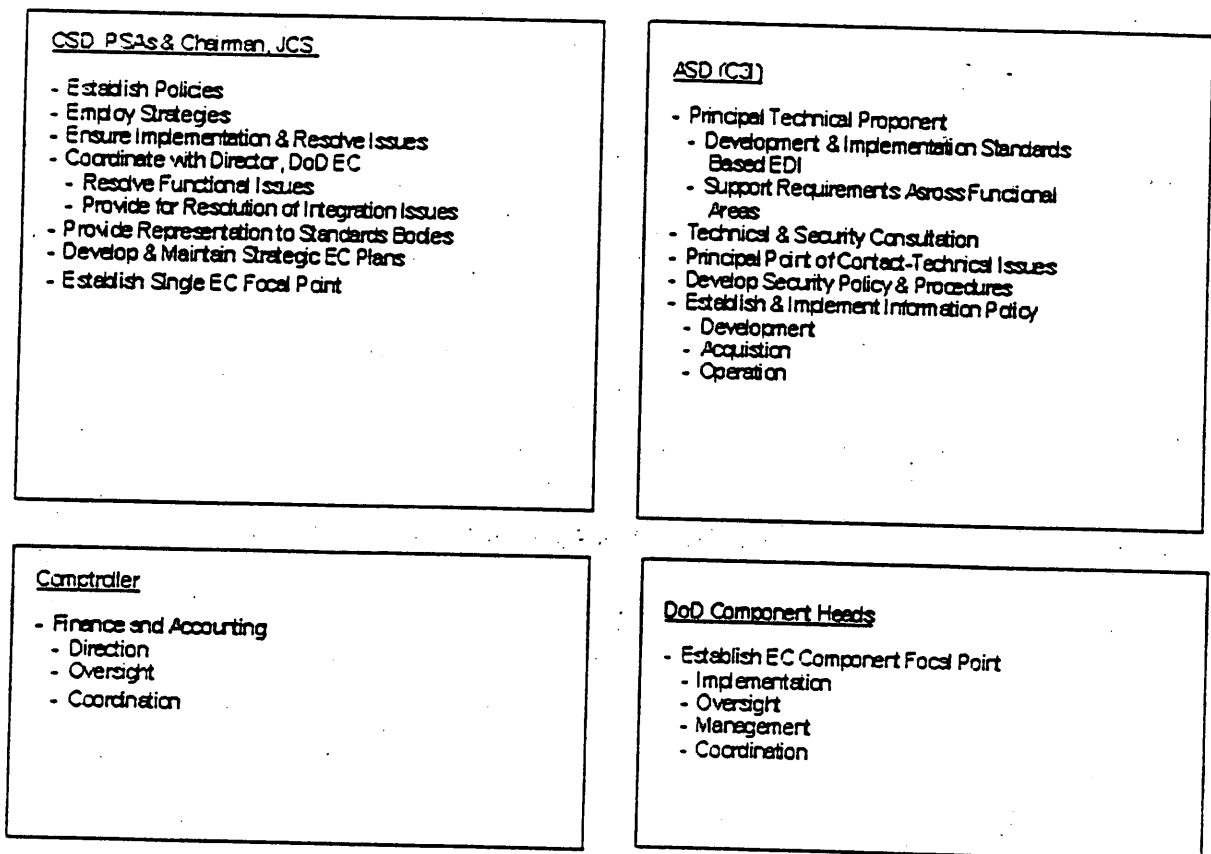 CSD PSAs & Chairman, JCS
- Establish Policies
- Employ Strategies
- Ensure Implementation & Resolve Issues
- Coordinate with Director, DoD EC
- Resolve Functional Issues
- Provide for Resolution of Integration Issues
- Provide Representation to Standards Bodies
- Develop & Maintain Strategic EC Plans
- Establish Single EC Focal Point
ASD (C3I)
- Principal Technical Proponent
- Development & Implementation Standards
Based EDI
- Support Requirements Asross Functional
Areas
- Technical & Security Consultation
- Principal Point of Contact-Technical Issues
- Develop Security Policy & Procedures
- Establish & Implement Information Policy
- Development
- Acquistion
- Operation
Comptroller
- Finance and Accounting
- Direction
- Oversight
- Coordination
DoD Component Heads
- Establish EC Component Focal Point
- Implementation
- Oversight
- Management
- Coordination